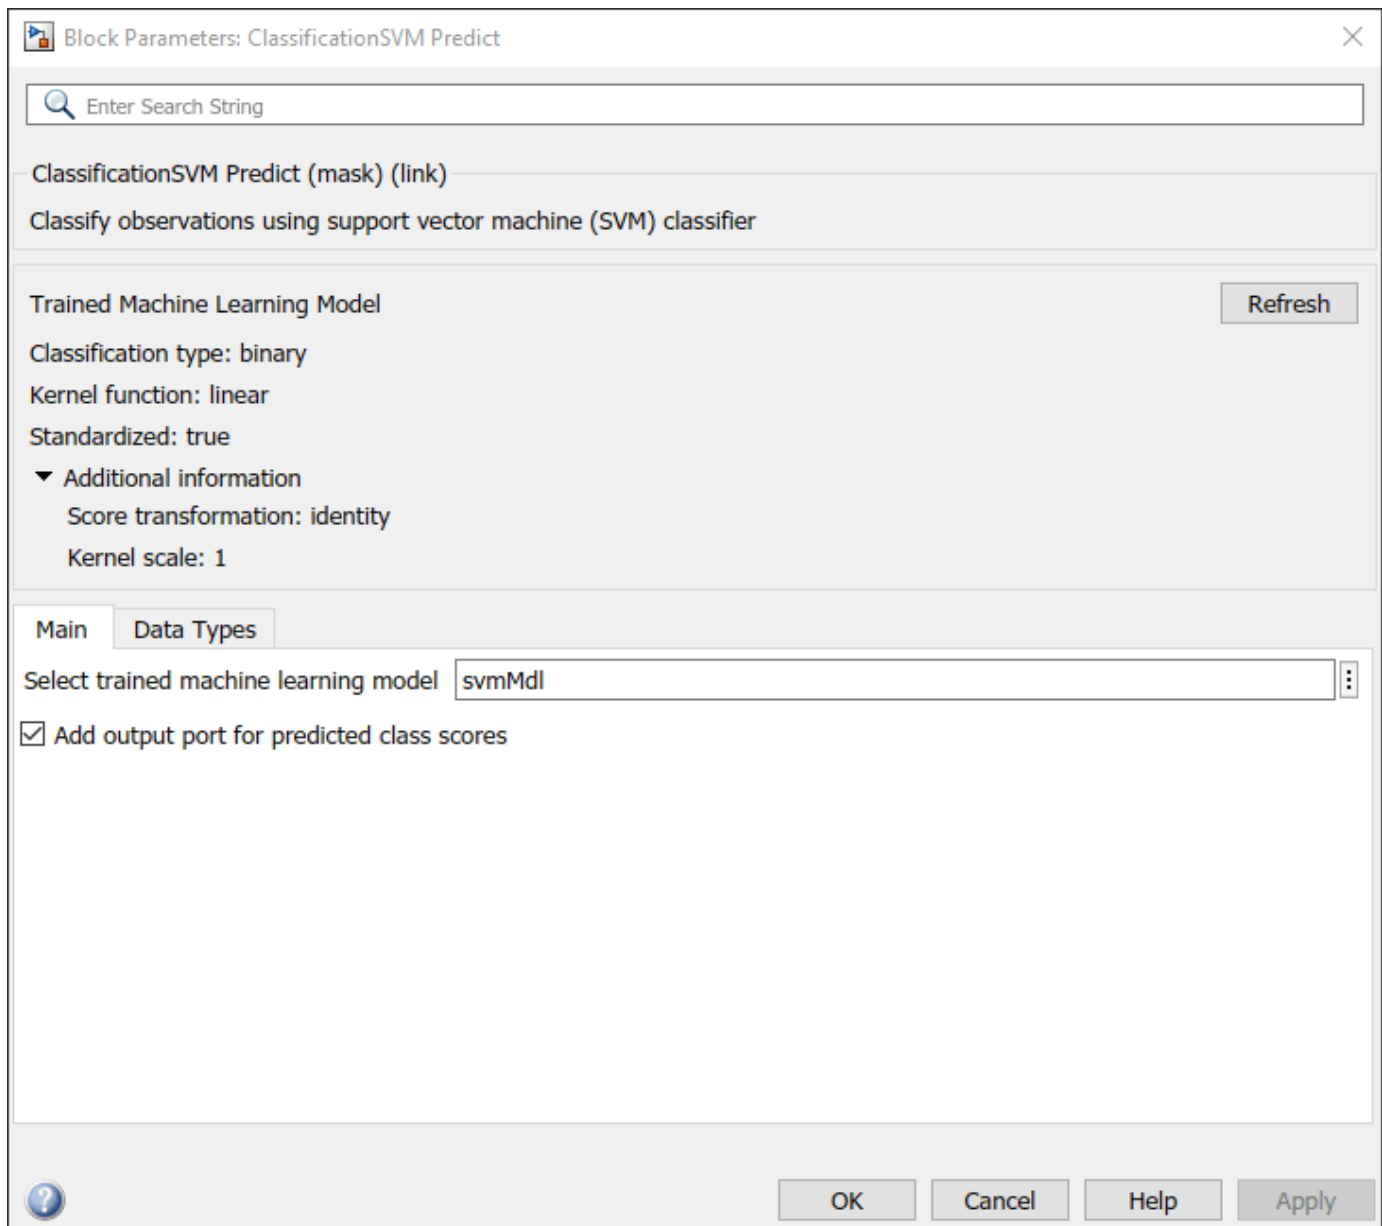 Block Parameters: ClassificationSVM Predict
Enter Search String
ClassificationSVM Predict (mask) (link)
Classify observations using support vector machine (SVM) classifier
Trained Machine Learning Model
Refresh
Classification type: binary
Kernel function: linear
Standardized: true
Additional information
Score transformation: identity
Kernel scale: 1
Main Data Types
Select trained machine learning model svmMdl
Add output port for predicted class scores
? OK Cancel Help Apply